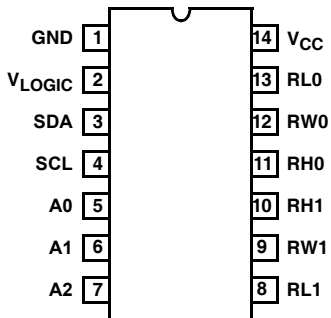 GND 1 14 VCC
VLOGIC 2 13 RL0
SDA 3 12 RW0
SCL 4 11 RH0
A0 5 10 RH1
A1 6 9 RW1
A2 7 8 RL1